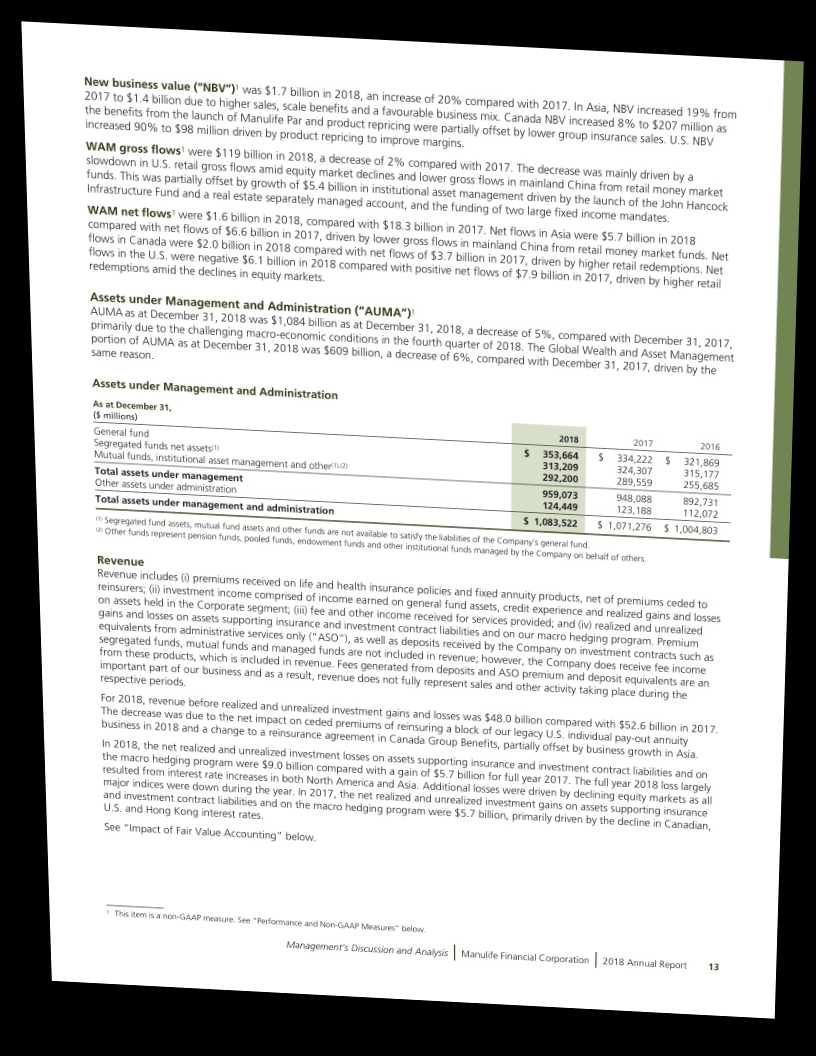 New business value ("NBV")¹ was $1.7 billion in 2018, an increase of 20% compared with 2017. In Asia, NBV increased 19% from
2017 to $1.4 billion due to higher sales, scale benefits and a favourable business mix. Canada NBV increased 8% to $207 million as
the benefits from the launch of Manulife Par and product repricing were partially offset by lower group insurance sales. U.S. NBV
increased 90% to $98 million driven by product repricing to improve margins.
WAM gross flows¹ were $119 billion in 2018, a decrease of 2% compared with 2017. The decrease was mainly driven by a
slowdown in U.S. retail gross flows amid equity market declines and lower gross flows in mainland China from retail money market
funds. This was partially offset by growth of $5.4 billion in institutional asset management driven by the launch of the John Hancock
Infrastructure Fund and a real estate separately managed account, and the funding of two large fixed income mandates.
WAM net flows¹ were $1.6 billion in 2018, compared with $18.3 billion in 2017. Net flows in Asia were $5.7 billion in 2018
compared with net flows of $6.6 billion in 2017, driven by lower gross flows in mainland China from retail money market funds. Net
flows in Canada were $2.0 billion in 2018 compared with net flows of $3.7 billion in 2017, driven by higher retail redemptions. Net
flows in the U.S. were negative $6.1 billion in 2018 compared with positive net flows of $7.9 billion in 2017, driven by higher retail
redemptions amid the declines in equity markets.
Assets under Management and Administration ("AUMA")¹
AUMA as at December 31, 2018 was $1,084 billion as at December 31, 2018, a decrease of 5%, compared with December 31, 2017,
primarily due to the challenging macro-economic conditions in the fourth quarter of 2018. The Global Wealth and Asset Management
portion of AUMA as at December 31, 2018 was $609 billion, a decrease of 6%, compared with December 31, 2017, driven by the
same reason.
Assets under Management and Administration
As at December 31,
($ millions) 2018 2017 2016
General fund $ 353,664 $ 334,222 $ 321,869
Segregated funds net assets(1) 313,209 324,307 315,177
Mutual funds, institutional asset management and other(1),(2) 292,200 289,559 255,685
Total assets under management 959,073 948,088 892,731
Other assets under administration 124,449 123,188 112,072
Total assets under management and administration $ 1,083,522 $ 1,071,276 $ 1,004,803
(1) Segregated fund assets, mutual fund assets and other funds are not available to satisfy the liabilities of the Company's general fund.
(2) Other funds represent pension funds, pooled funds, endowment funds and other institutional funds managed by the Company on behalf of others.
Revenue
Revenue includes (i) premiums received on life and health insurance policies and fixed annuity products, net of premiums ceded to
reinsurers; (ii) investment income comprised of income earned on general fund assets, credit experience and realized gains and losses
on assets held in the Corporate segment; (iii) fee and other income received for services provided; and (iv) realized and unrealized
gains and losses on assets supporting insurance and investment contract liabilities and on our macro hedging program. Premium
equivalents from administrative services only ("ASO"), as well as deposits received by the Company on investment contracts such as
segregated funds, mutual funds and managed funds are not included in revenue; however, the Company does receive fee income
from these products, which is included in revenue. Fees generated from deposits and ASO premium and deposit equivalents are an
important part of our business and as a result, revenue does not fully represent sales and other activity taking place during the
respective periods.
For 2018, revenue before realized and unrealized investment gains and losses was $48.0 billion compared with $52.6 billion in 2017.
The decrease was due to the net impact on ceded premiums of reinsuring a block of our legacy U.S. individual pay-out annuity
business in 2018 and a change to a reinsurance agreement in Canada Group Benefits, partially offset by business growth in Asia.
In 2018, the net realized and unrealized investment losses on assets supporting insurance and investment contract liabilities and on
the macro hedging program were $9.0 billion compared with a gain of $5.7 billion for full year 2017. The full year 2018 loss largely
resulted from interest rate increases in both North America and Asia. Additional losses were driven by declining equity markets as all
major indices were down during the year. In 2017, the net realized and unrealized investment gains on assets supporting insurance
and investment contract liabilities and on the macro hedging program were $5.7 billion, primarily driven by the decline in Canadian,
U.S. and Hong Kong interest rates.
See "Impact of Fair Value Accounting" below.
¹ This item is a non-GAAP measure. See "Performance and Non-GAAP Measures" below.
Management's Discussion and Analysis | Manulife Financial Corporation | 2018 Annual Report 13